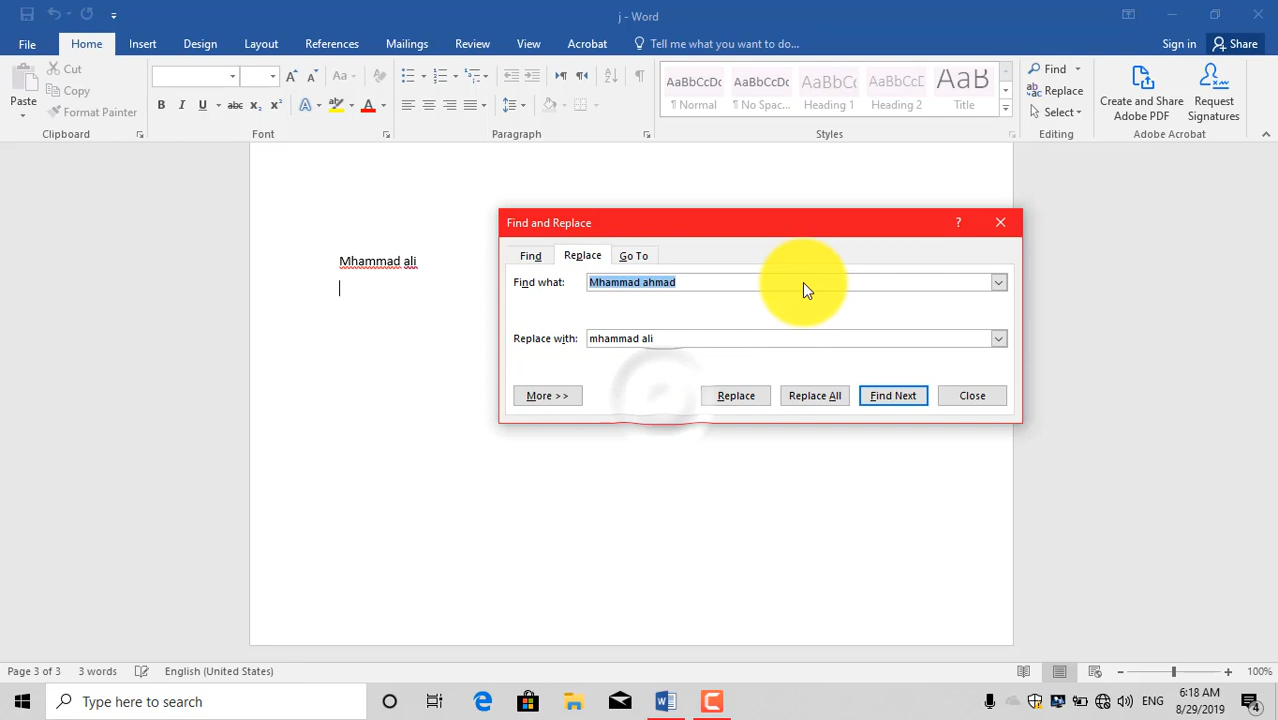 j - Word
File Home Insert Design Layout References Mailings Review View Acrobat Tell me what you want to do... Sign in Share
Paste
Cut
Copy
Format Painter
Clipboard
B I U abc x₂ x²
Aa
Font
Paragraph
AaBbCcDc AaBbCcDc AaBbCc AaBbCcD AaB
¶ Normal ¶ No Spac... Heading 1 Heading 2 Title
Styles
Find
Replace
Select
Editing
Create and Share
Adobe PDF
Request
Signatures
Adobe Acrobat
Mhammad ali
Find and Replace
Find Replace Go To
Find what: Mhammad ahmad
Replace with: mhammad ali
More >> Replace Replace All Find Next Close
Page 3 of 3 3 words English (United States) 100%
Type here to search
ENG
6:18 AM
8/29/2019
4